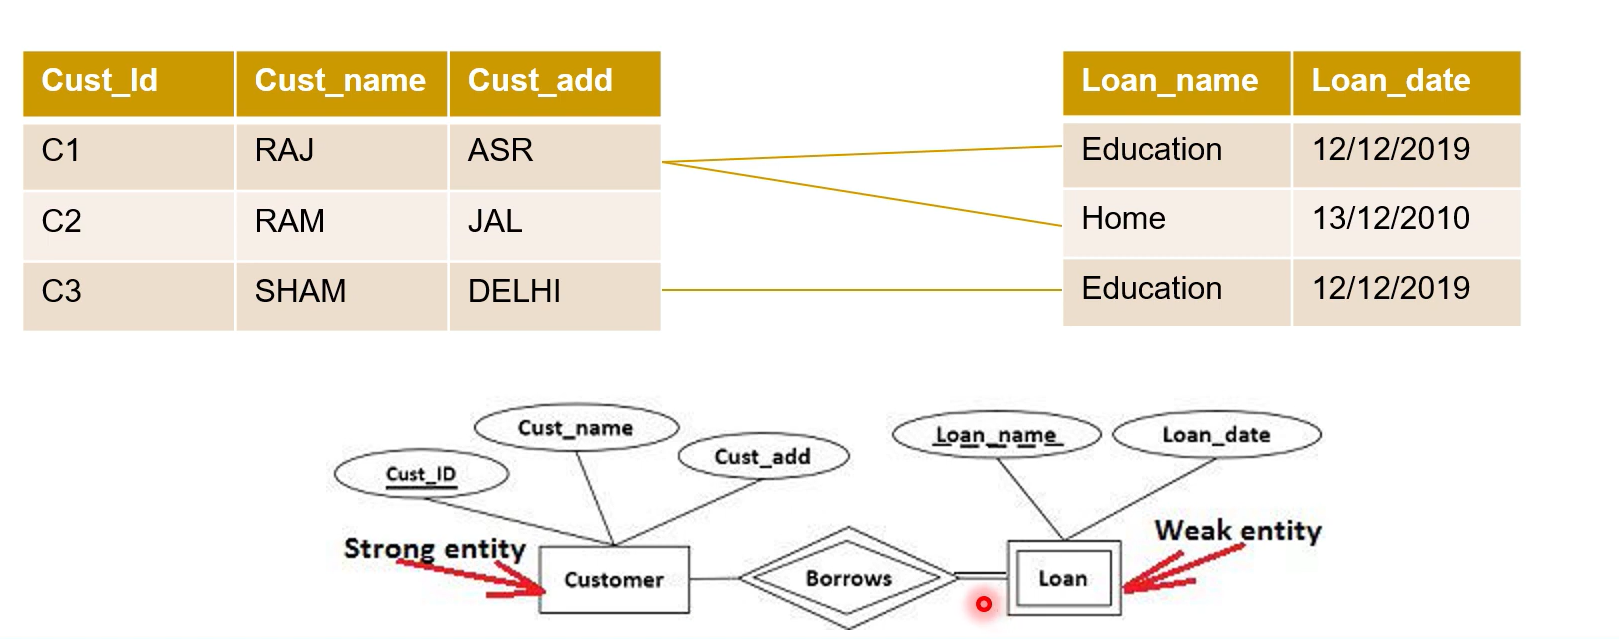 Cust_Id Cust_name Cust_add
C1 RAJ ASR
C2 RAM JAL
C3 SHAM DELHI
Loan_name Loan_date
Education 12/12/2019
Home 13/12/2010
Education 12/12/2019
Cust_name
Cust_add
Cust_ID
Loan_name
Loan_date
Strong entity
Customer
Borrows
Loan
Weak entity